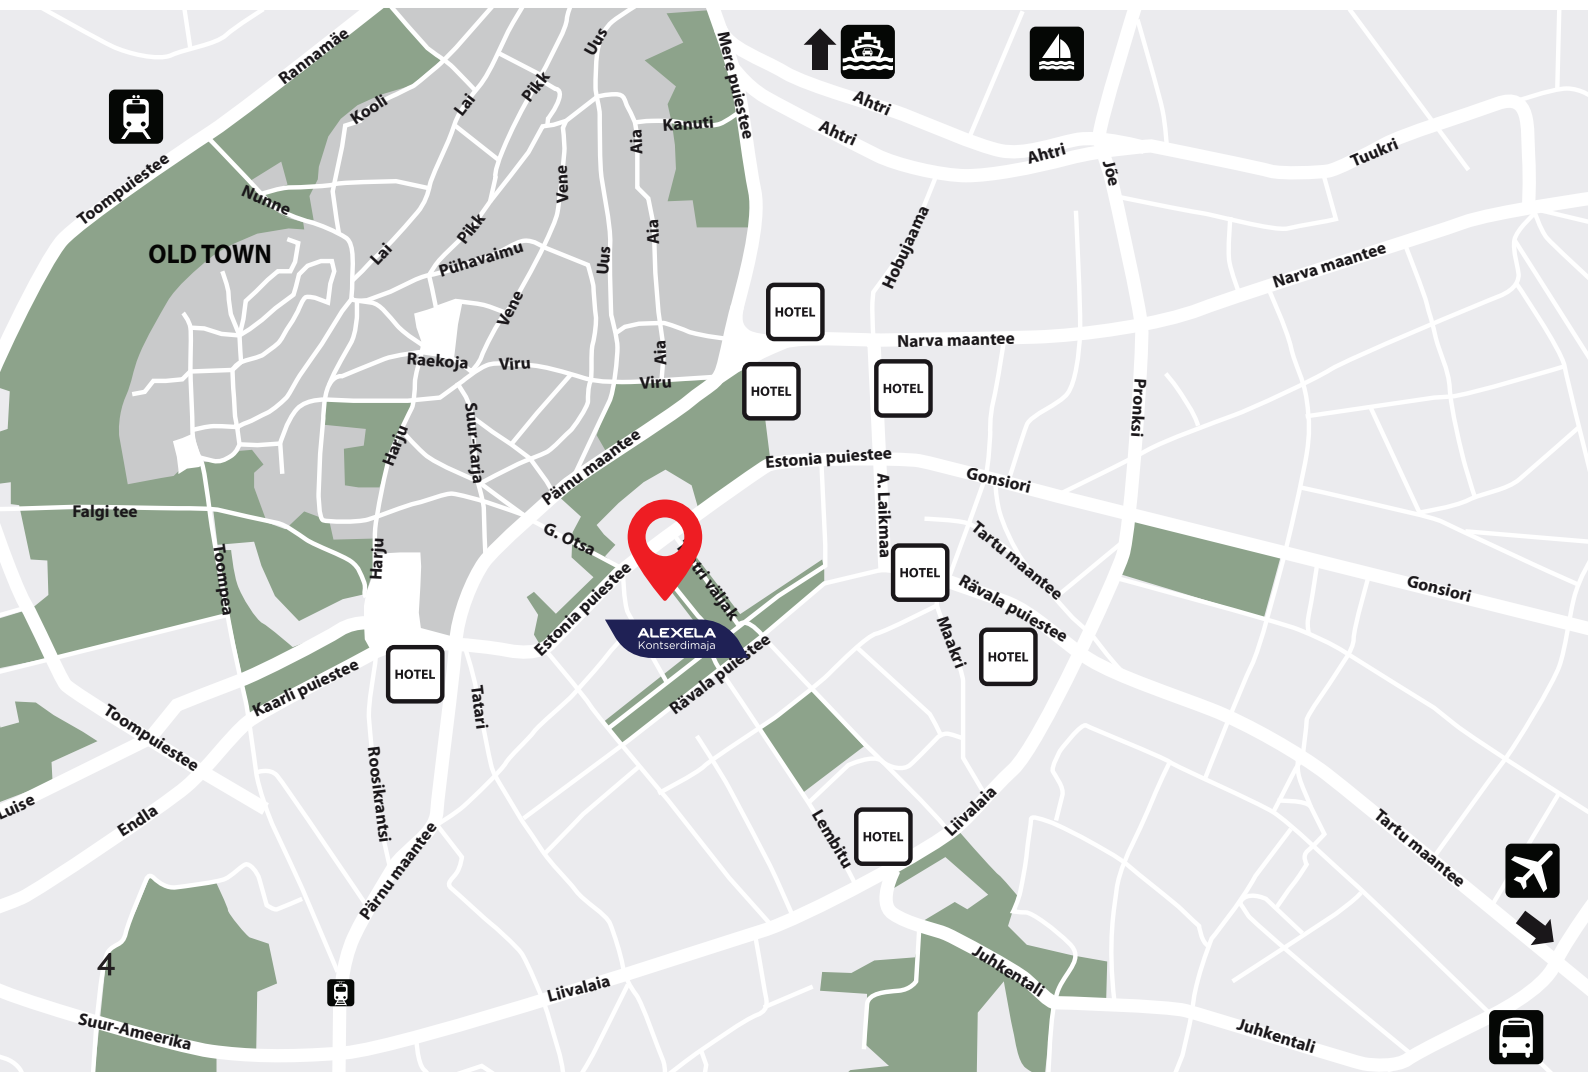 Rannamäe
Kooli
Lai
Pikk
Uus
Mere puiestee
Ahtri
Ahtri
Ahtri
Kanuti
Aia
Jõe
Tuukri
Toompuiestee
Nunne
Vene
OLD TOWN
Lai
Pikk
Pühavaimu
Uus
Aia
Hobujaama
Narva maantee
Vene
HOTEL
Narva maantee
Raekoja
Viru
Aia
Viru
HOTEL
HOTEL
Pronksi
Harju
Suur-Karja
Pärnu maantee
Estonia puiestee
Gonsiori
A. Laikmaa
Falgi tee
G. Otsa
Harju
Toompea
Tartu maantee
HOTEL
Rävala puiestee
Gonsiori
Estonia puiestee
väljak
ALEXELA
Kontserdimaja
Maakri
HOTEL
Kaarli puiestee
HOTEL
Tatari
Rävala puiestee
Toompuiestee
Roosikrantsi
Luise
Endla
Pärnu maantee
Lembitu
HOTEL
Liivalaia
Tartu maantee
4
Suur-Ameerika
Liivalaia
Juhkentali
Juhkentali